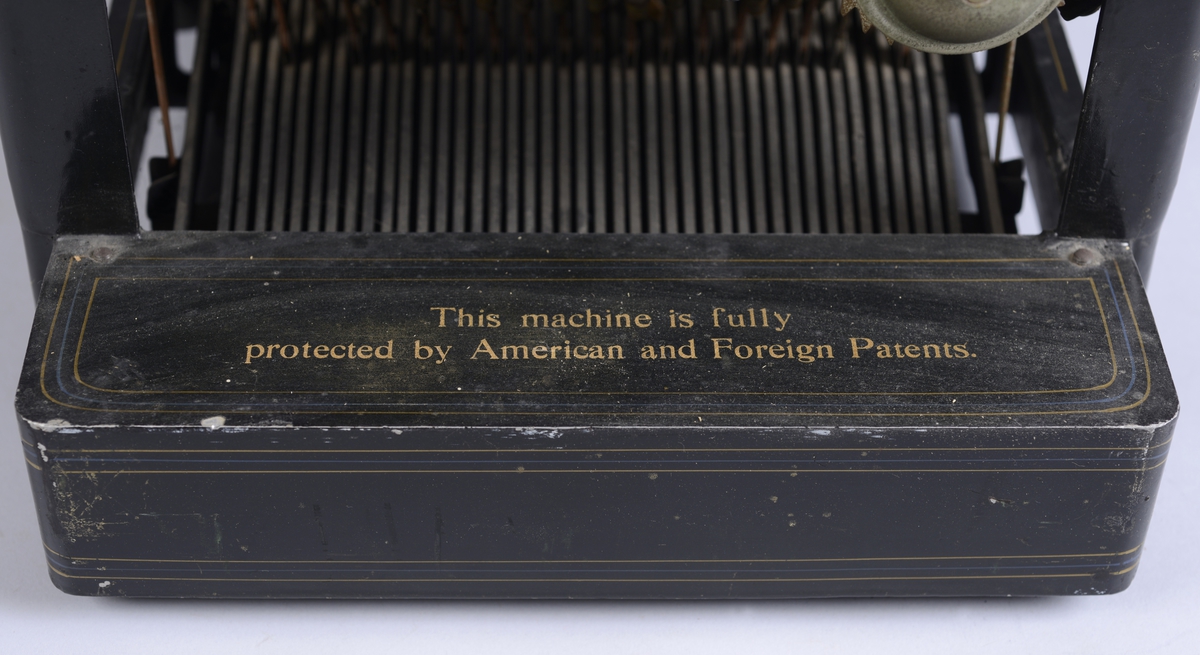 This machine is fully
protected by American and Foreign Patents.